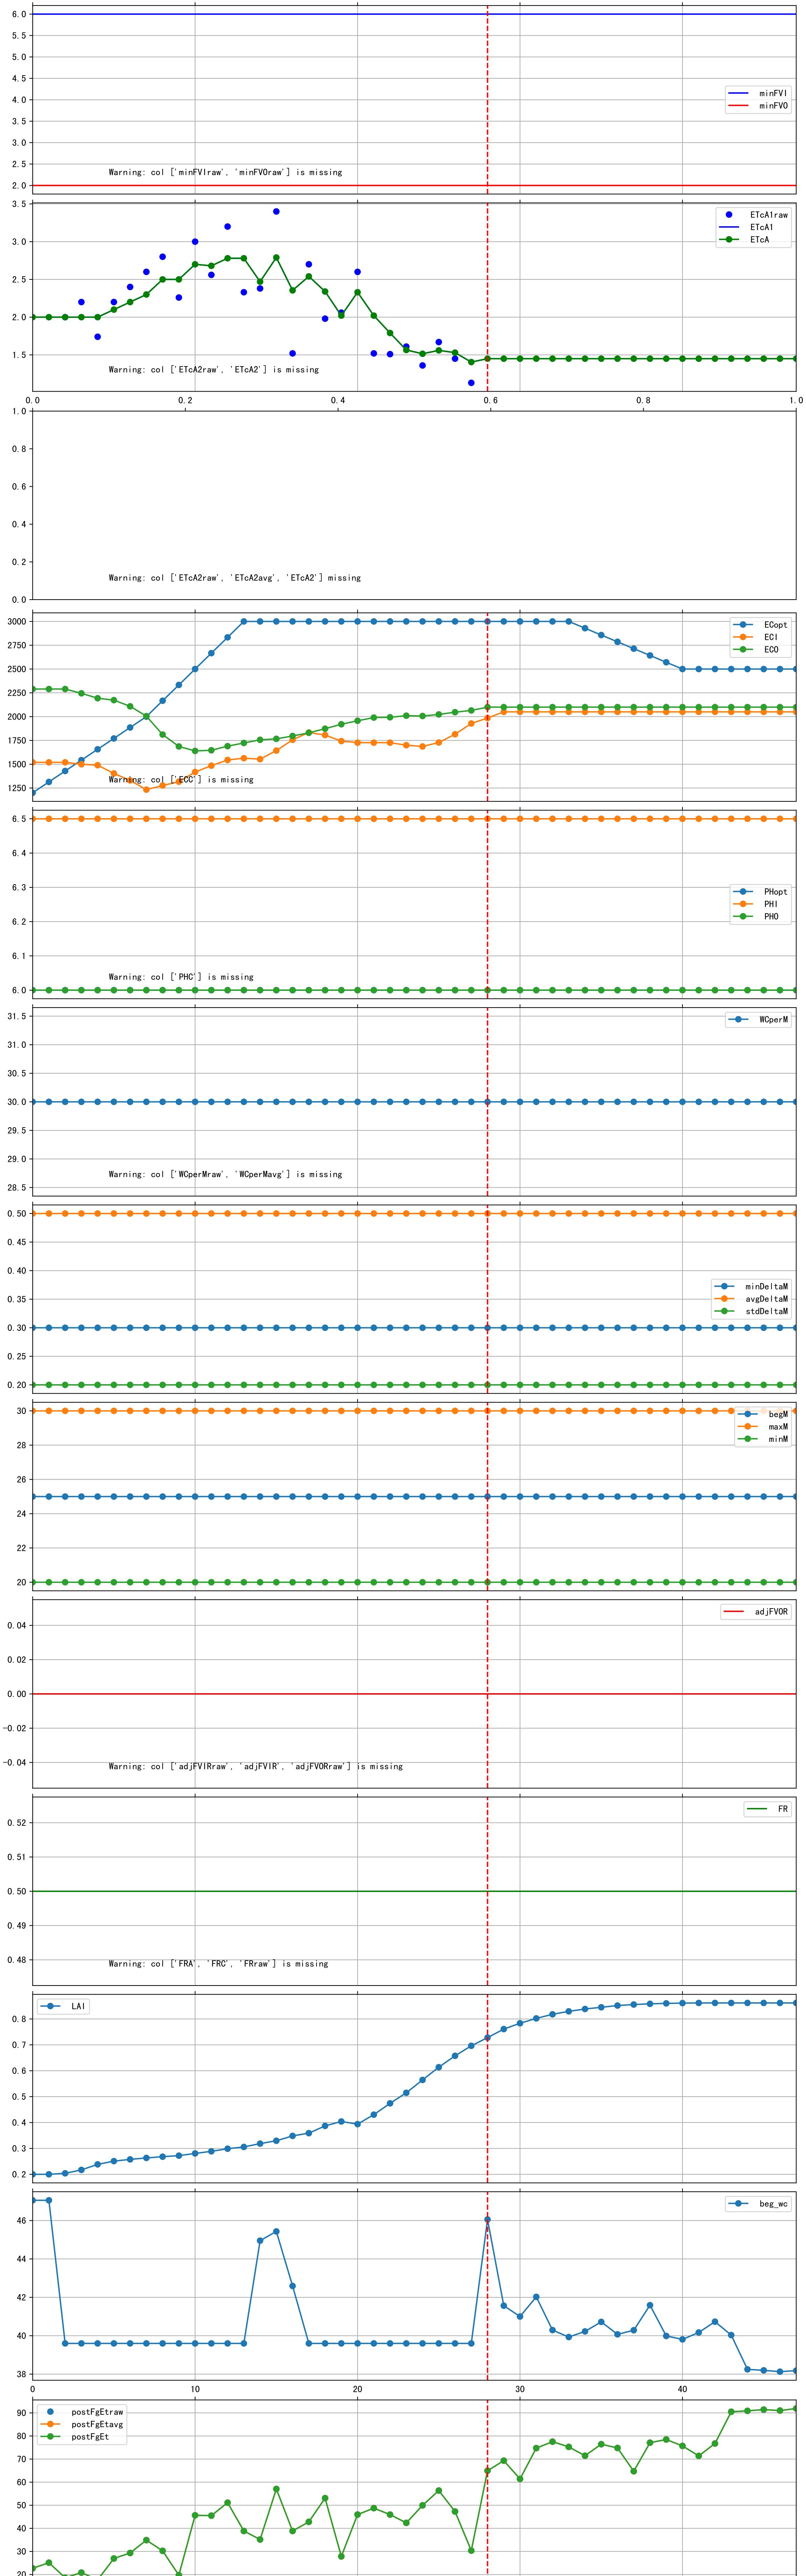 6.0
5.5
5.0
4.5
4.0
3.5
3.0
2.5
2.0
minFVI
minFVO
Warning: col ['minFVIraw', 'minFVOraw'] is missing
3.5
3.0
2.5
2.0
1.5
ETcA1raw
ETcA1
ETcA
Warning: col ['ETcA2raw', 'ETcA2'] is missing
0.0 0.2 0.4 0.6 0.8 1.0
1.0
0.8
0.6
0.4
0.2
0.0
Warning: col ['ETcA2raw', 'ETcA2avg', 'ETcA2'] missing
3000
2750
2500
2250
2000
1750
1500
1250
ECopt
ECI
ECO
Warning: col ['ECC'] is missing
6.5
6.4
6.3
6.2
6.1
6.0
PHopt
PHI
PHO
Warning: col ['PHC'] is missing
31.5
31.0
30.5
30.0
29.5
29.0
28.5
WCperM
Warning: col ['WCperMraw', 'WCperMavg'] is missing
0.50
0.45
0.40
0.35
0.30
0.25
0.20
minDeltaM
avgDeltaM
stdDeltaM
30
28
26
24
22
20
begM
maxM
minM
0.04
0.02
0.00
-0.02
-0.04
adjFVOR
Warning: col ['adjFVIRraw', 'adjFVIR', 'adjFVORraw'] is missing
0.52
0.51
0.50
0.49
0.48
FR
Warning: col ['FRA', 'FRC', 'FRraw'] is missing
0.8
0.7
0.6
0.5
0.4
0.3
0.2
LAI
46
44
42
40
38
beg_wc
0 10 20 30 40
90
80
70
60
50
40
30
20
postFgEtraw
postFgEtavg
postFgEt